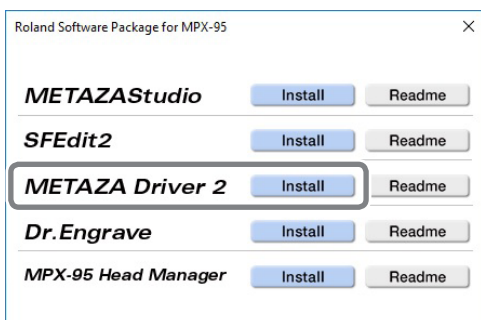 Roland Software Package for MPX-95
METAZAStudio Install Readme
SFEdit2 Install Readme
METAZA Driver 2 Install Readme
Dr.Engrave Install Readme
MPX-95 Head Manager Install Readme